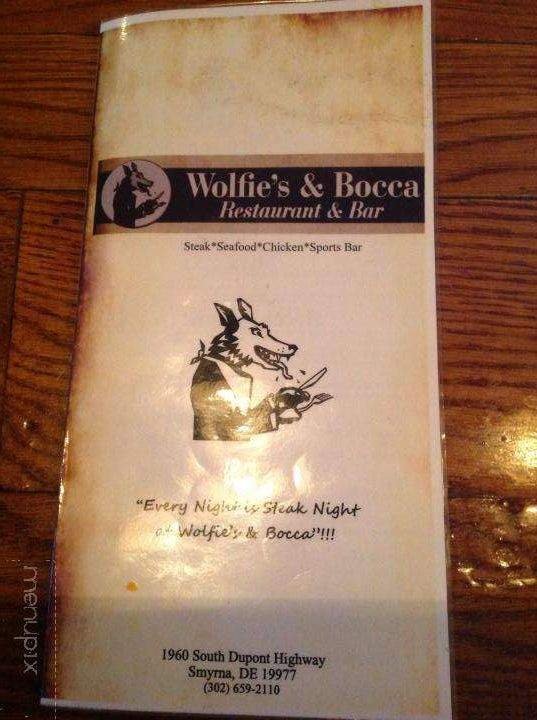 Wolfie's & Bocca
Restaurant & Bar
Steak*Seafood*Chicken*Sports Bar
"Every Night is Steak Night
at Wolfie's & Bocca"!!!
1960 South Dupont Highway
Smyrna, DE 19977
(302) 659-2110
menupix